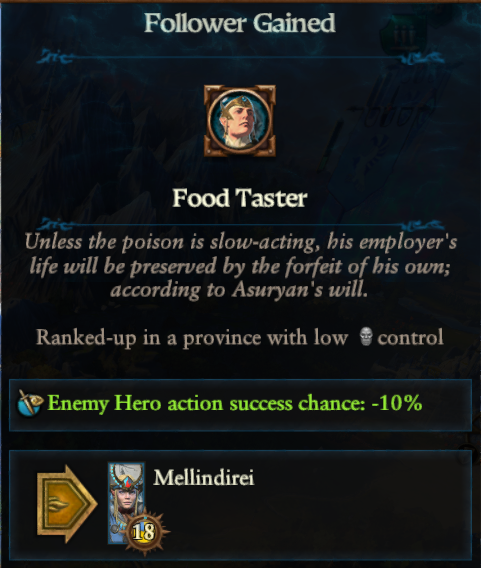 Follower Gained
Food Taster
Unless the poison is slow-acting, his employer's
life will be preserved by the forfeit of his own;
according to Asuryan's will.
Ranked-up in a province with low control
Enemy Hero action success chance: -10%
Mellindirei
18